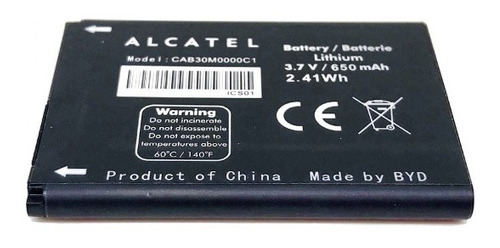 ALCATEL
Model : CAB30M0000C1
ICS01
Battery / Batterie
Lithium
3.7 V / 650 mAh
2.41Wh
Warning
Do not incinerate
Do not disassemble
Do not expose to
temperatures above
60°C / 140°F
CE
Product of China
Made by BYD